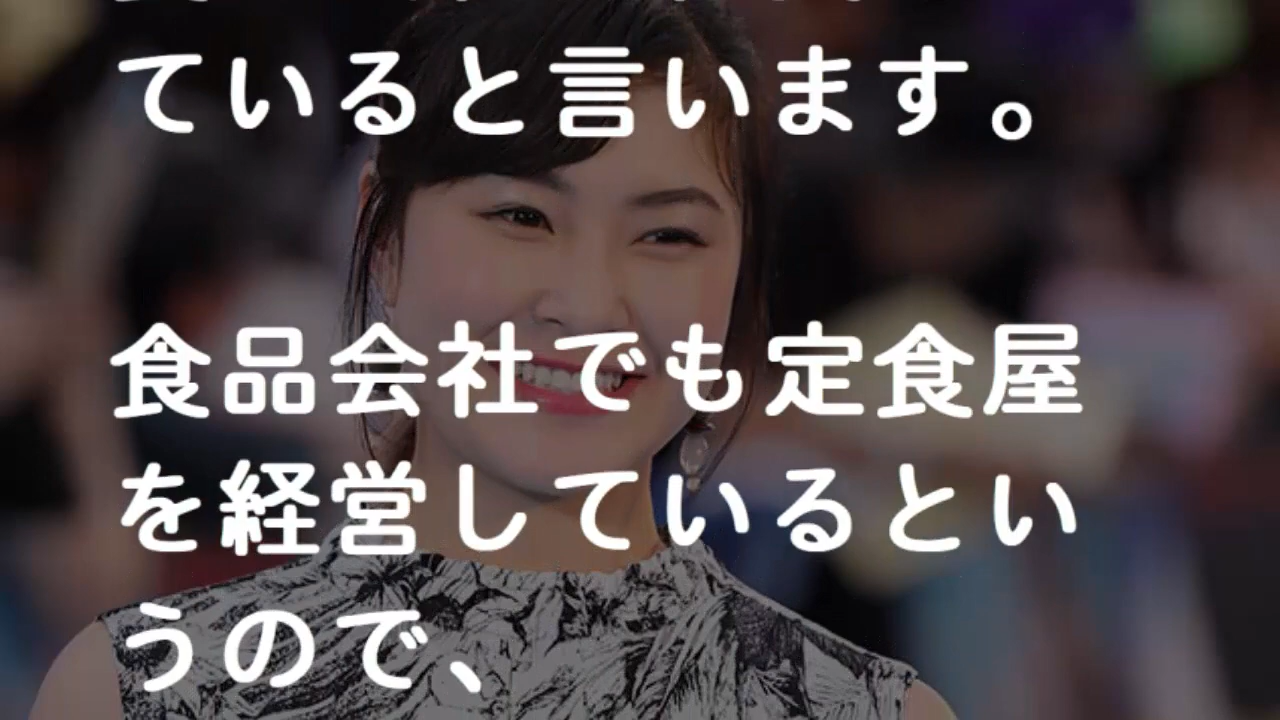 ていると言います。
食品会社でも定食屋
を経営しているとい
うので、